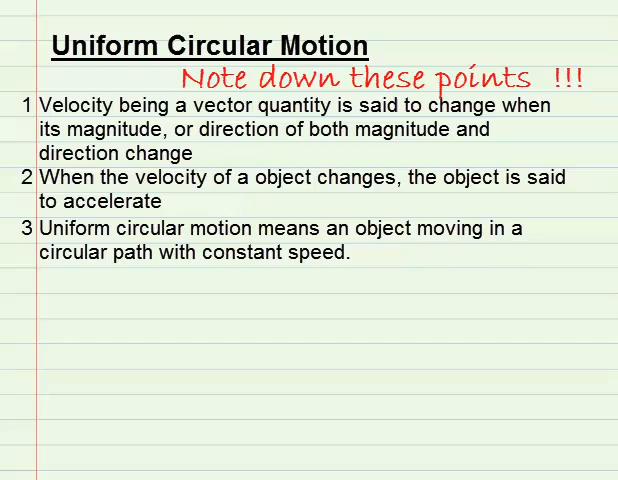 Uniform Circular Motion
Note down these points !!!
1 Velocity being a vector quantity is said to change when
its magnitude, or direction of both magnitude and
direction change
2 When the velocity of a object changes, the object is said
to accelerate
3 Uniform circular motion means an object moving in a
circular path with constant speed.